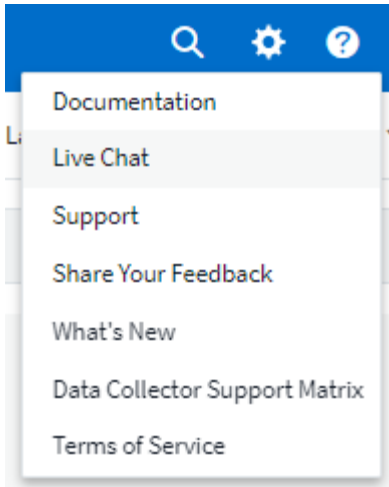 Documentation
Live Chat
Support
Share Your Feedback
What's New
Data Collector Support Matrix
Terms of Service